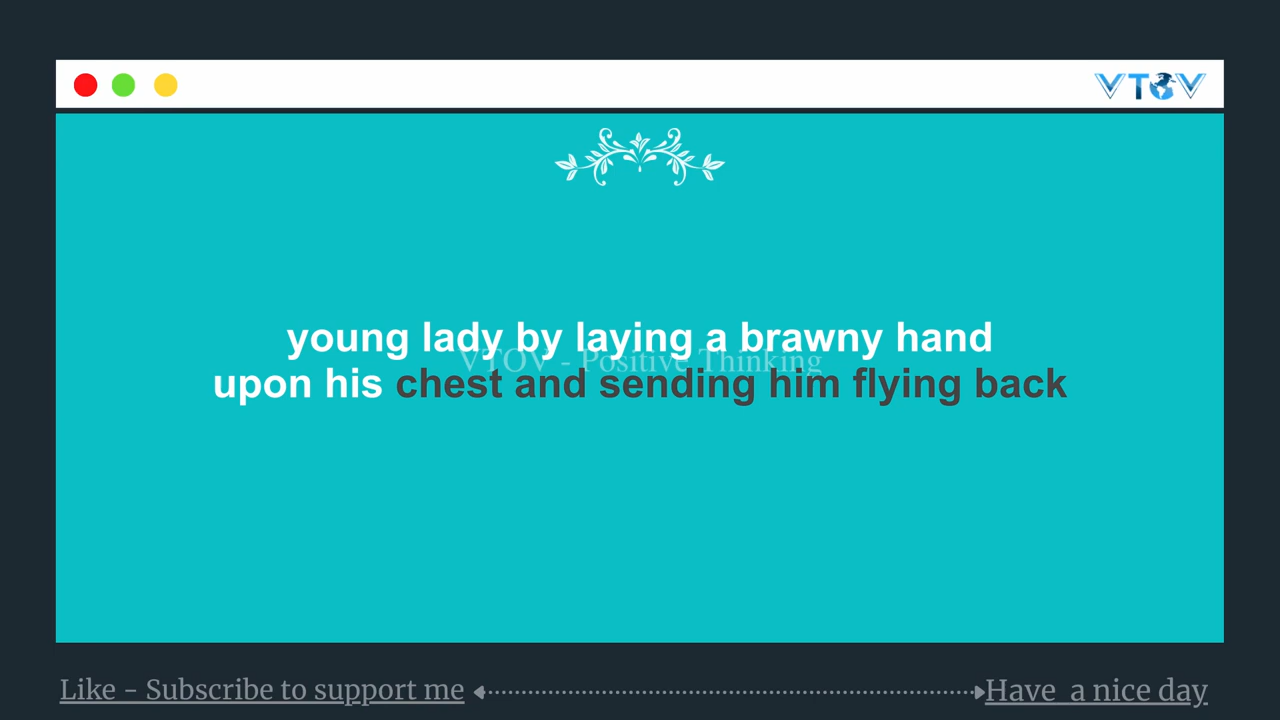 VTOV
young lady by laying a brawny hand
VTOV - Positive Thinking
upon his chest and sending him flying back
Like - Subscribe to support me
Have a nice day